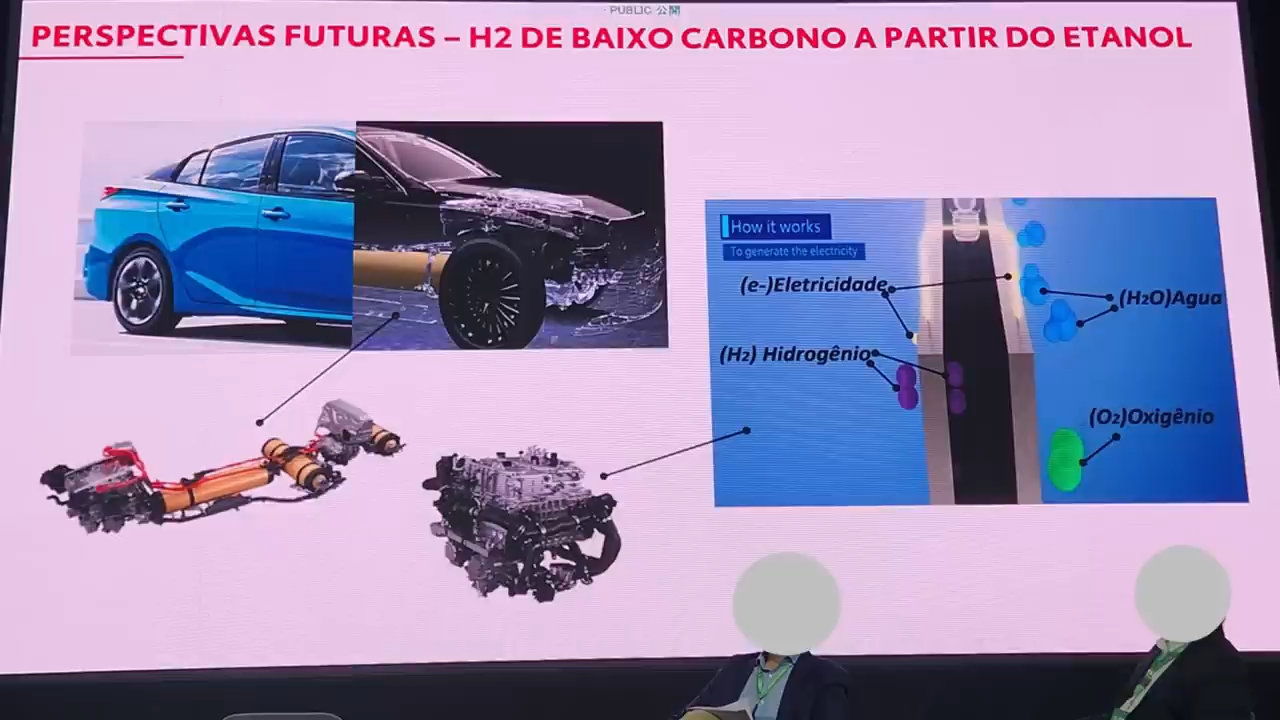 PUBLIC 公開
PERSPECTIVAS FUTURAS – H2 DE BAIXO CARBONO A PARTIR DO ETANOL
How it works
To generate the electricity
(e-)Eletricidade
(H2O)Agua
(H2) Hidrogênio
(O2)Oxigênio